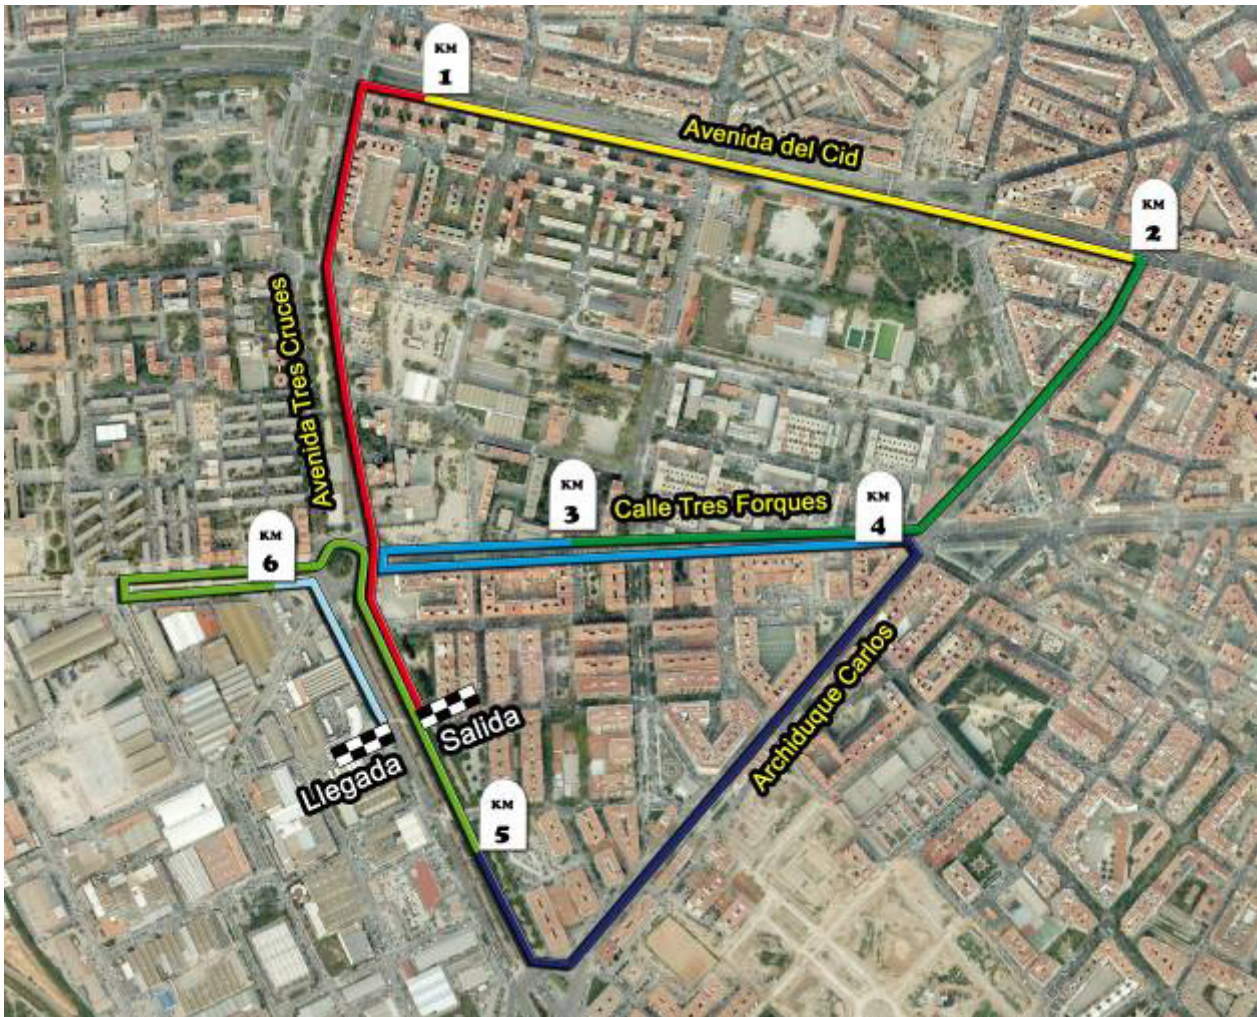 KM
1
Avenida del Cid
KM
2
Avenida Tres Cruces
KM
3
Calle Tres Forques
KM
4
KM
6
Salida
Llegada
Archiduque Carlos
KM
5